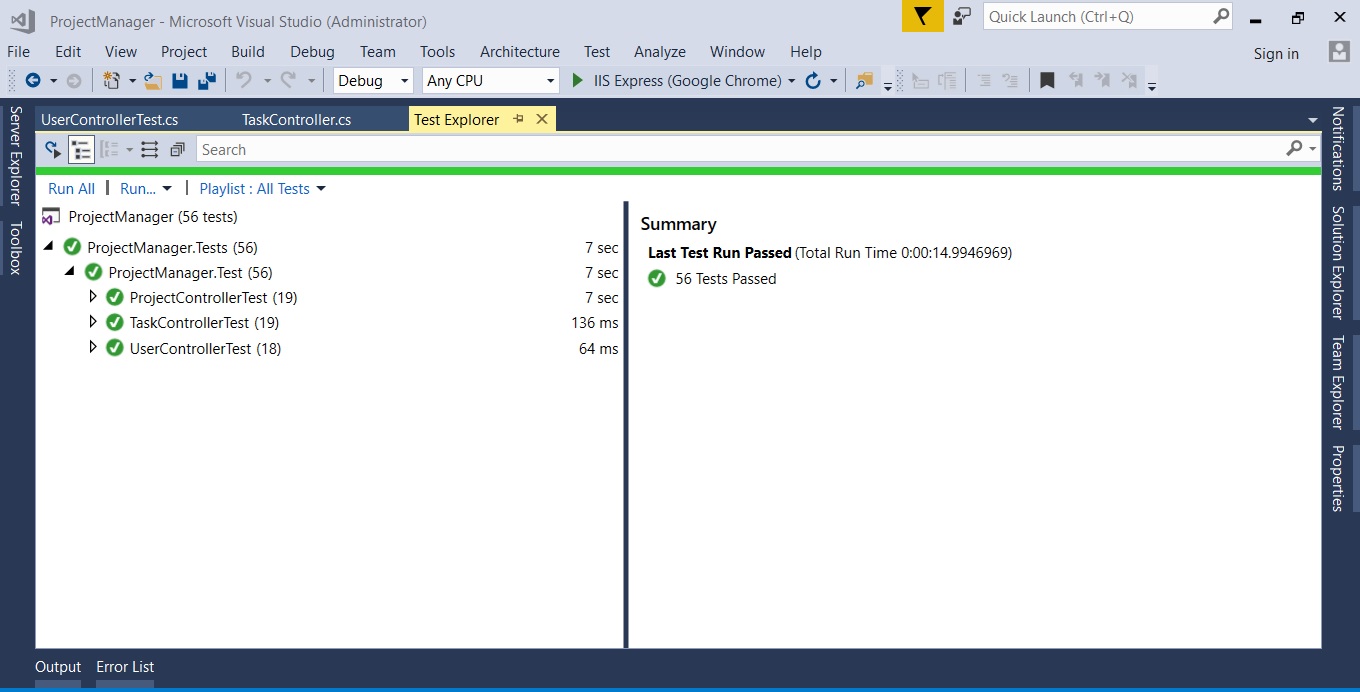 ProjectManager - Microsoft Visual Studio (Administrator)
Quick Launch (Ctrl+Q)
File Edit View Project Build Debug Team Tools Architecture Test Analyze Window Help
Sign in
Debug Any CPU IIS Express (Google Chrome)
Server Explorer
Toolbox
UserControllerTest.cs TaskController.cs Test Explorer
Search
Run All Run... Playlist : All Tests
ProjectManager (56 tests)
ProjectManager.Tests (56) 7 sec
ProjectManager.Test (56) 7 sec
ProjectControllerTest (19) 7 sec
TaskControllerTest (19) 136 ms
UserControllerTest (18) 64 ms
Summary
Last Test Run Passed (Total Run Time 0:00:14.9946969)
56 Tests Passed
Notifications
Solution Explorer
Team Explorer
Properties
Output Error List